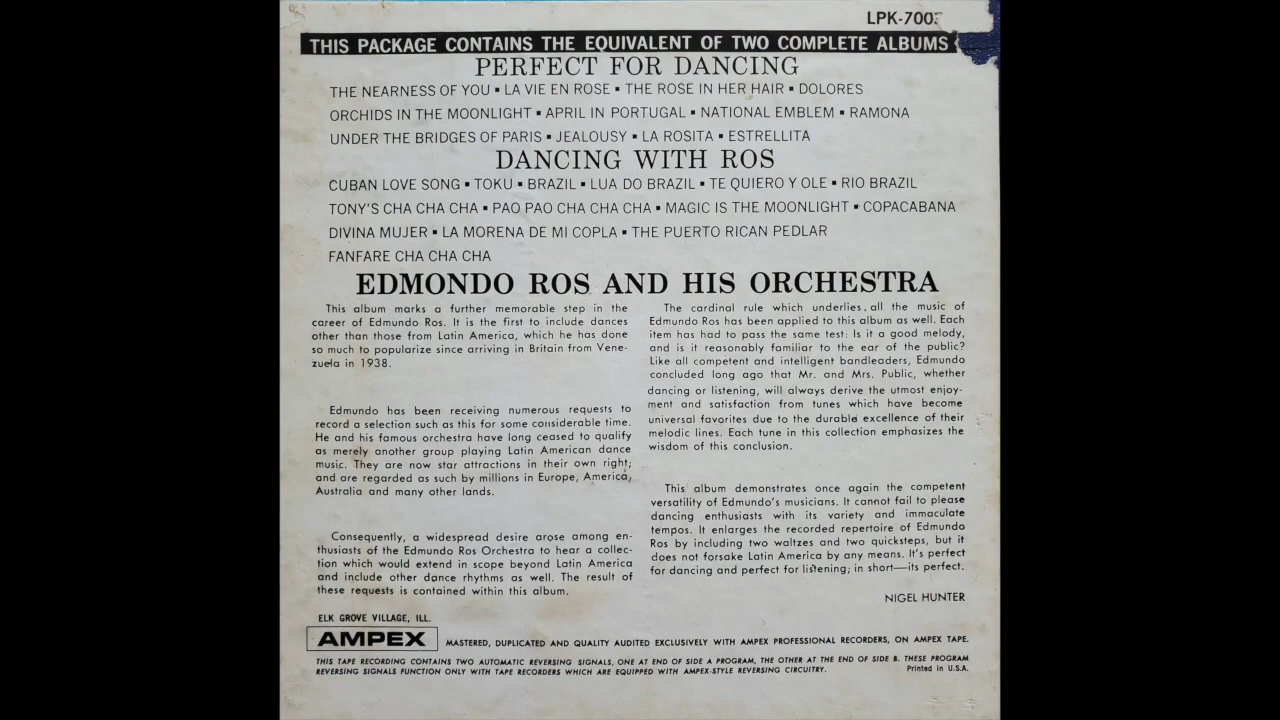 LPK-700
THIS PACKAGE CONTAINS THE EQUIVALENT OF TWO COMPLETE ALBUMS
PERFECT FOR DANCING
THE NEARNESS OF YOU ▪ LA VIE EN ROSE ▪ THE ROSE IN HER HAIR ▪ DOLORES
ORCHIDS IN THE MOONLIGHT ▪ APRIL IN PORTUGAL ▪ NATIONAL EMBLEM ▪ RAMONA
UNDER THE BRIDGES OF PARIS ▪ JEALOUSY ▪ LA ROSITA ▪ ESTRELLITA
DANCING WITH ROS
CUBAN LOVE SONG ▪ TOKU ▪ BRAZIL ▪ LUA DO BRAZIL ▪ TE QUIERO Y OLE ▪ RIO BRAZIL
TONY'S CHA CHA CHA ▪ PAO PAO CHA CHA CHA ▪ MAGIC IS THE MOONLIGHT ▪ COPACABANA
DIVINA MUJER ▪ LA MORENA DE MI COPLA ▪ THE PUERTO RICAN PEDLAR
FANFARE CHA CHA CHA
EDMONDO ROS AND HIS ORCHESTRA
This album marks a further memorable step in the
career of Edmundo Ros. It is the first to include dances
other than those from Latin America, which he has done
so much to popularize since arriving in Britain from Vene-
zuela in 1938.
Edmundo has been receiving numerous requests to
record a selection such as this for some considerable time.
He and his famous orchestra have long ceased to qualify
as merely another group playing Latin American dance
music. They are now star attractions in their own right;
and are regarded as such by millions in Europe, America,
Australia and many other lands.
Consequently, a widespread desire arose among en-
thusiasts of the Edmundo Ros Orchestra to hear a collec-
tion which would extend in scope beyond Latin America
and include other dance rhythms as well. The result of
these requests is contained within this album.
The cardinal rule which underlies all the music of
Edmundo Ros has been applied to this album as well. Each
item has had to pass the same test: Is it a good melody,
and is it reasonably familiar to the ear of the public?
Like all competent and intelligent bandleaders, Edmundo
concluded long ago that Mr. and Mrs. Public, whether
dancing or listening, will always derive the utmost enjoy-
ment and satisfaction from tunes which have become
universal favorites due to the durable excellence of their
melodic lines. Each tune in this collection emphasizes the
wisdom of this conclusion.
This album demonstrates once again the competent
versatility of Edmundo's musicians. It cannot fail to please
dancing enthusiasts with its variety and immaculate
tempos. It enlarges the recorded repertoire of Edmundo
Ros by including two waltzes and two quicksteps, but it
does not forsake Latin America by any means. It's perfect
for dancing and perfect for listening; in short—its perfect.
NIGEL HUNTER
ELK GROVE VILLAGE, ILL.
AMPEX MASTERED, DUPLICATED AND QUALITY AUDITED EXCLUSIVELY WITH AMPEX PROFESSIONAL RECORDERS, ON AMPEX TAPE.
THIS TAPE RECORDING CONTAINS TWO AUTOMATIC REVERSING SIGNALS, ONE AT END OF SIDE A PROGRAM, THE OTHER AT THE END OF SIDE B. THESE PROGRAM
REVERSING SIGNALS FUNCTION ONLY WITH TAPE RECORDERS WHICH ARE EQUIPPED WITH AMPEX-STYLE REVERSING CIRCUITRY. Printed in U.S.A.